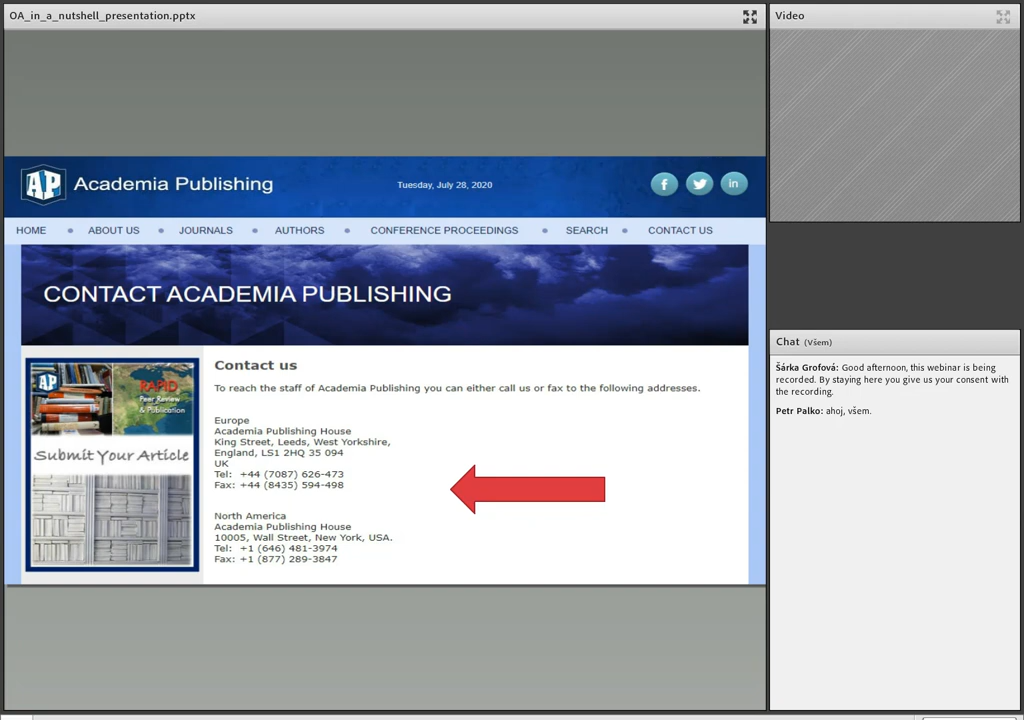 OA_in_a_nutshell_presentation.pptx
Video
AP
Academia Publishing
Tuesday, July 28, 2020
f
in
HOME
ABOUT US
JOURNALS
AUTHORS
CONFERENCE PROCEEDINGS
SEARCH
CONTACT US
CONTACT ACADEMIA PUBLISHING
AP
RAPID
Peer Review
& Publication
Submit Your Article
Contact us
To reach the staff of Academia Publishing you can either call us or fax to the following addresses.
Europe
Academia Publishing House
King Street, Leeds, West Yorkshire,
England, LS1 2HQ 35 094
UK
Tel: +44 (7087) 626-473
Fax: +44 (8435) 594-498
North America
Academia Publishing House
10005, Wall Street, New York, USA.
Tel: +1 (646) 481-3974
Fax: +1 (877) 289-3847
Chat (Všem)
Šárka Grofová: Good afternoon, this webinar is being
recorded. By staying here you give us your consent with
the recording.
Petr Palko: ahoj, všem.